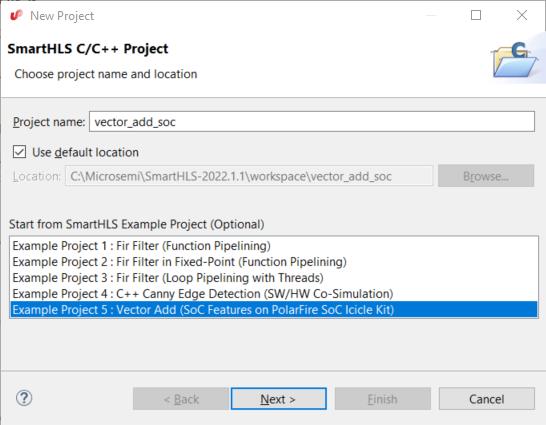 New Project
SmartHLS C/C++ Project
Choose project name and location
Project name: vector_add_soc
Use default location
Location: C:\Microsemi\SmartHLS-2022.1.1\workspace\vector_add_soc Browse...
Start from SmartHLS Example Project (Optional)
Example Project 1 : Fir Filter (Function Pipelining)
Example Project 2 : Fir Filter in Fixed-Point (Function Pipelining)
Example Project 3 : Fir Filter (Loop Pipelining with Threads)
Example Project 4 : C++ Canny Edge Detection (SW/HW Co-Simulation)
Example Project 5 : Vector Add (SoC Features on PolarFire SoC Icicle Kit)
? < Back Next > Finish Cancel